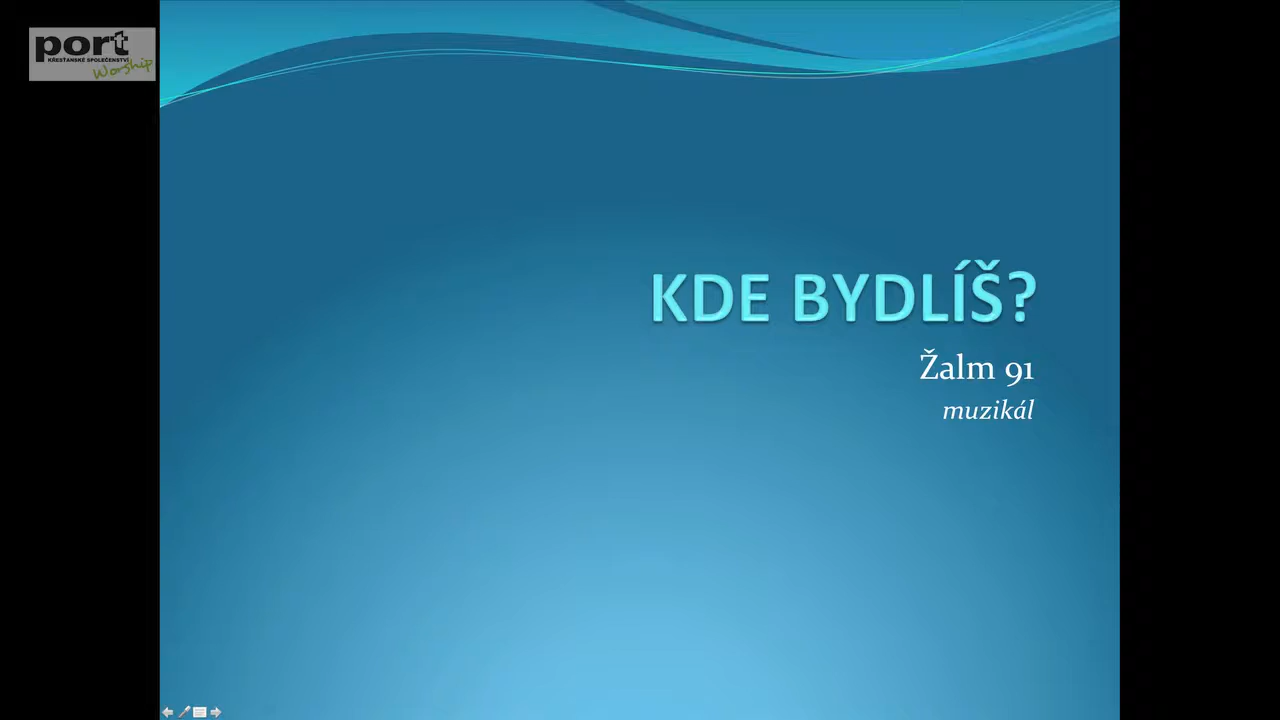 port
KŘESŤANSKÉ SPOLEČENSTVÍ
Worship
KDE BYDLÍŠ?
Žalm 91
muzikál